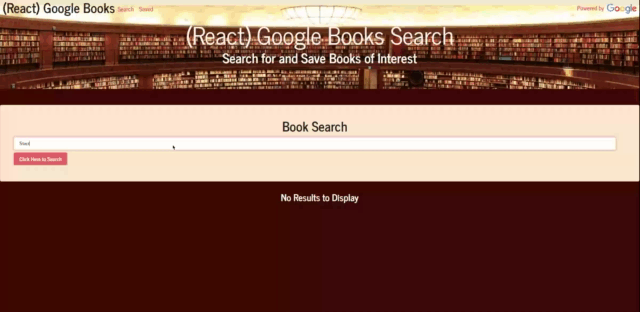 (React) Google Books Search Saved
Powered by Google
(React) Google Books Search
Search for and Save Books of Interest
Book Search
Click Here to Search
No Results to Display